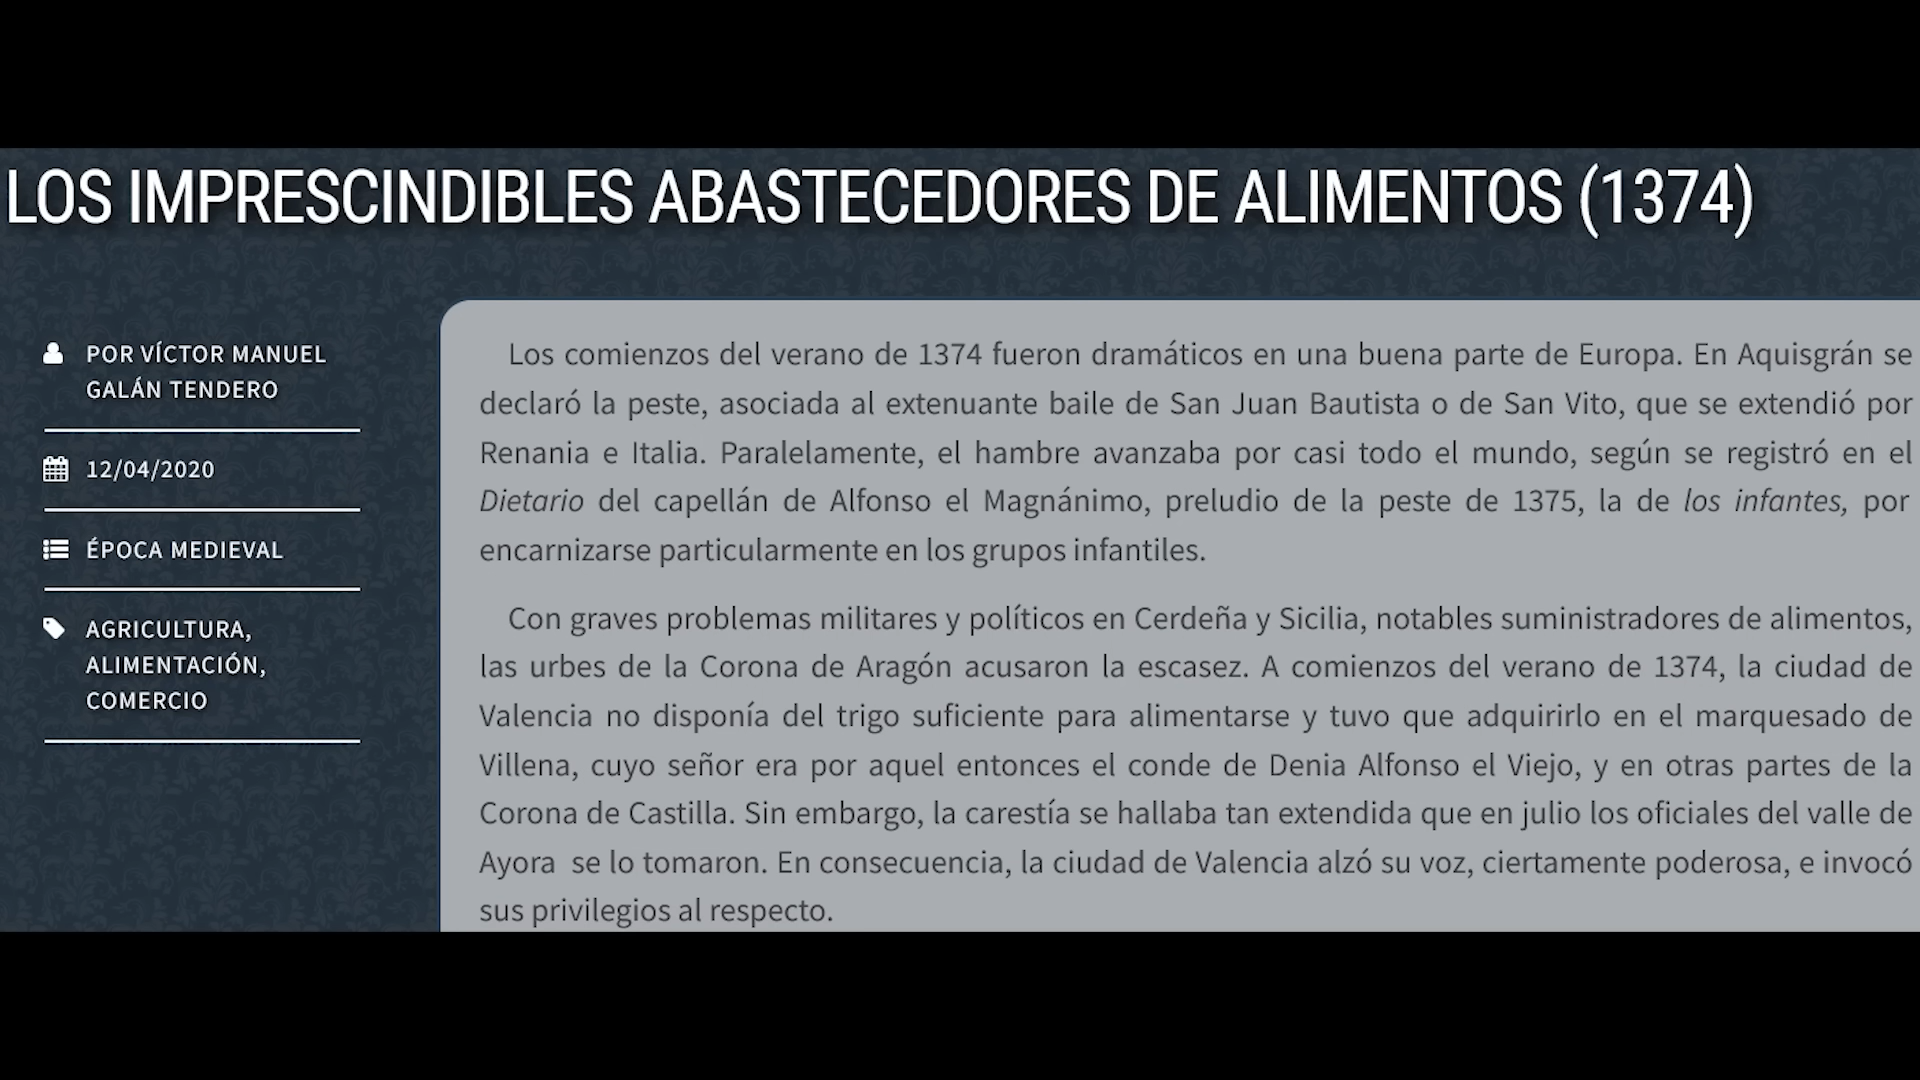 LOS IMPRESCINDIBLES ABASTECEDORES DE ALIMENTOS (1374)
POR VÍCTOR MANUEL
GALÁN TENDERO
12/04/2020
ÉPOCA MEDIEVAL
AGRICULTURA,
ALIMENTACIÓN,
COMERCIO
Los comienzos del verano de 1374 fueron dramáticos en una buena parte de Europa. En Aquisgrán se
declaró la peste, asociada al extenuante baile de San Juan Bautista o de San Vito, que se extendió por
Renania e Italia. Paralelamente, el hambre avanzaba por casi todo el mundo, según se registró en el
Dietario del capellán de Alfonso el Magnánimo, preludio de la peste de 1375, la de los infantes, por
encarnizarse particularmente en los grupos infantiles.
Con graves problemas militares y políticos en Cerdeña y Sicilia, notables suministradores de alimentos,
las urbes de la Corona de Aragón acusaron la escasez. A comienzos del verano de 1374, la ciudad de
Valencia no disponía del trigo suficiente para alimentarse y tuvo que adquirirlo en el marquesado de
Villena, cuyo señor era por aquel entonces el conde de Denia Alfonso el Viejo, y en otras partes de la
Corona de Castilla. Sin embargo, la carestía se hallaba tan extendida que en julio los oficiales del valle de
Ayora se lo tomaron. En consecuencia, la ciudad de Valencia alzó su voz, ciertamente poderosa, e invocó
sus privilegios al respecto.